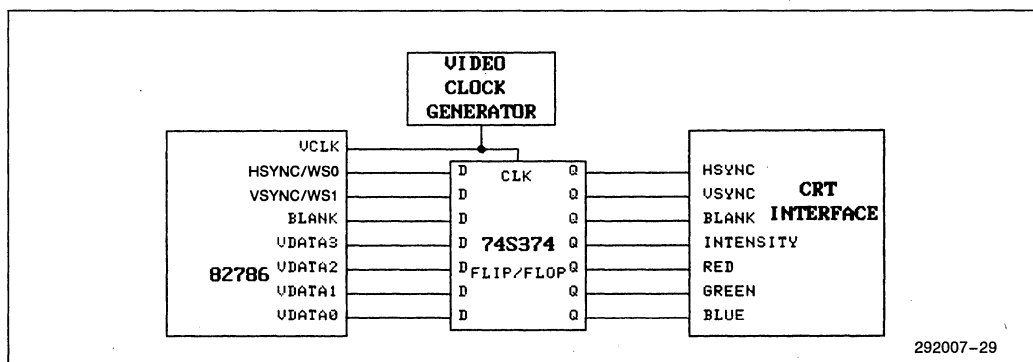 VIDEO
CLOCK
GENERATOR
VCLK
HSYNC/WS0
VSYNC/WS1
BLANK
VDATA3
VDATA2
VDATA1
VDATA0
82786
D
D
D
D
D
D
D
CLK
74S374
FLIP/FLOP
Q
Q
Q
Q
Q
Q
Q
HSYNC
VSYNC
BLANK
INTENSITY
RED
GREEN
BLUE
CRT
INTERFACE
292007-29